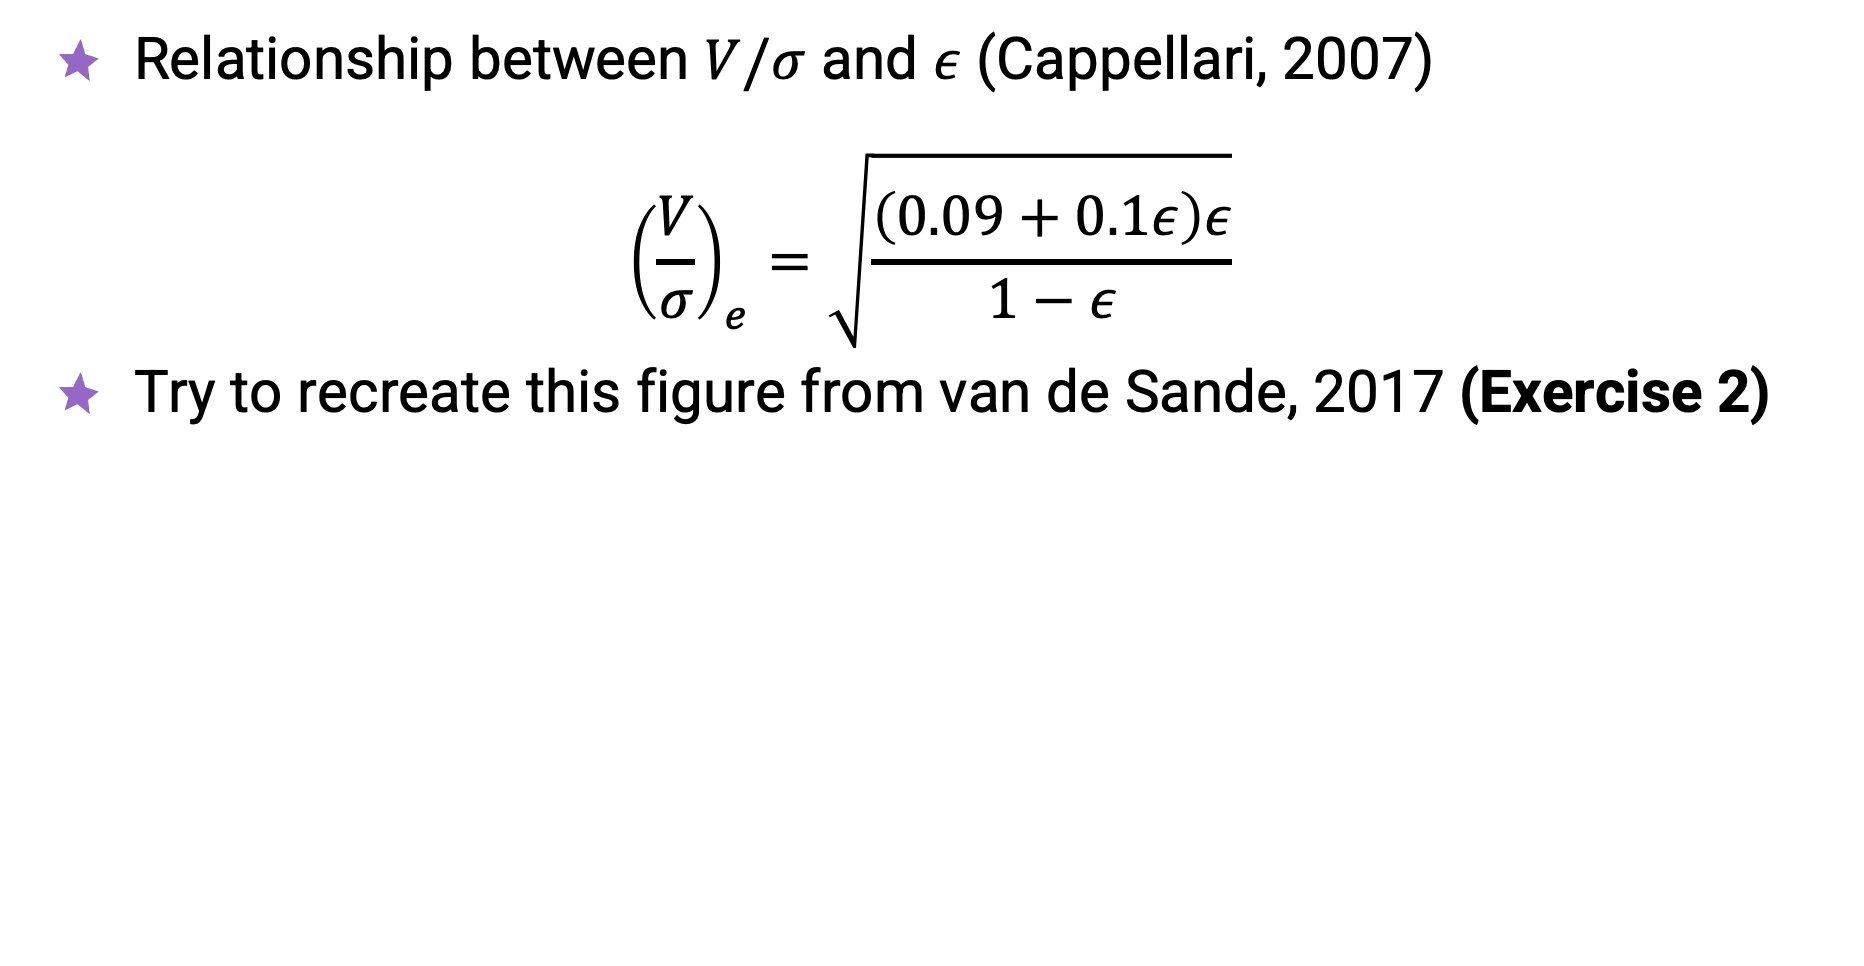 ★ Relationship between V/σ and ϵ (Cappellari, 2007)
(V/σ)ₑ = √((0.09 + 0.1ϵ)ϵ / (1 − ϵ))
★ Try to recreate this figure from van de Sande, 2017 (Exercise 2)